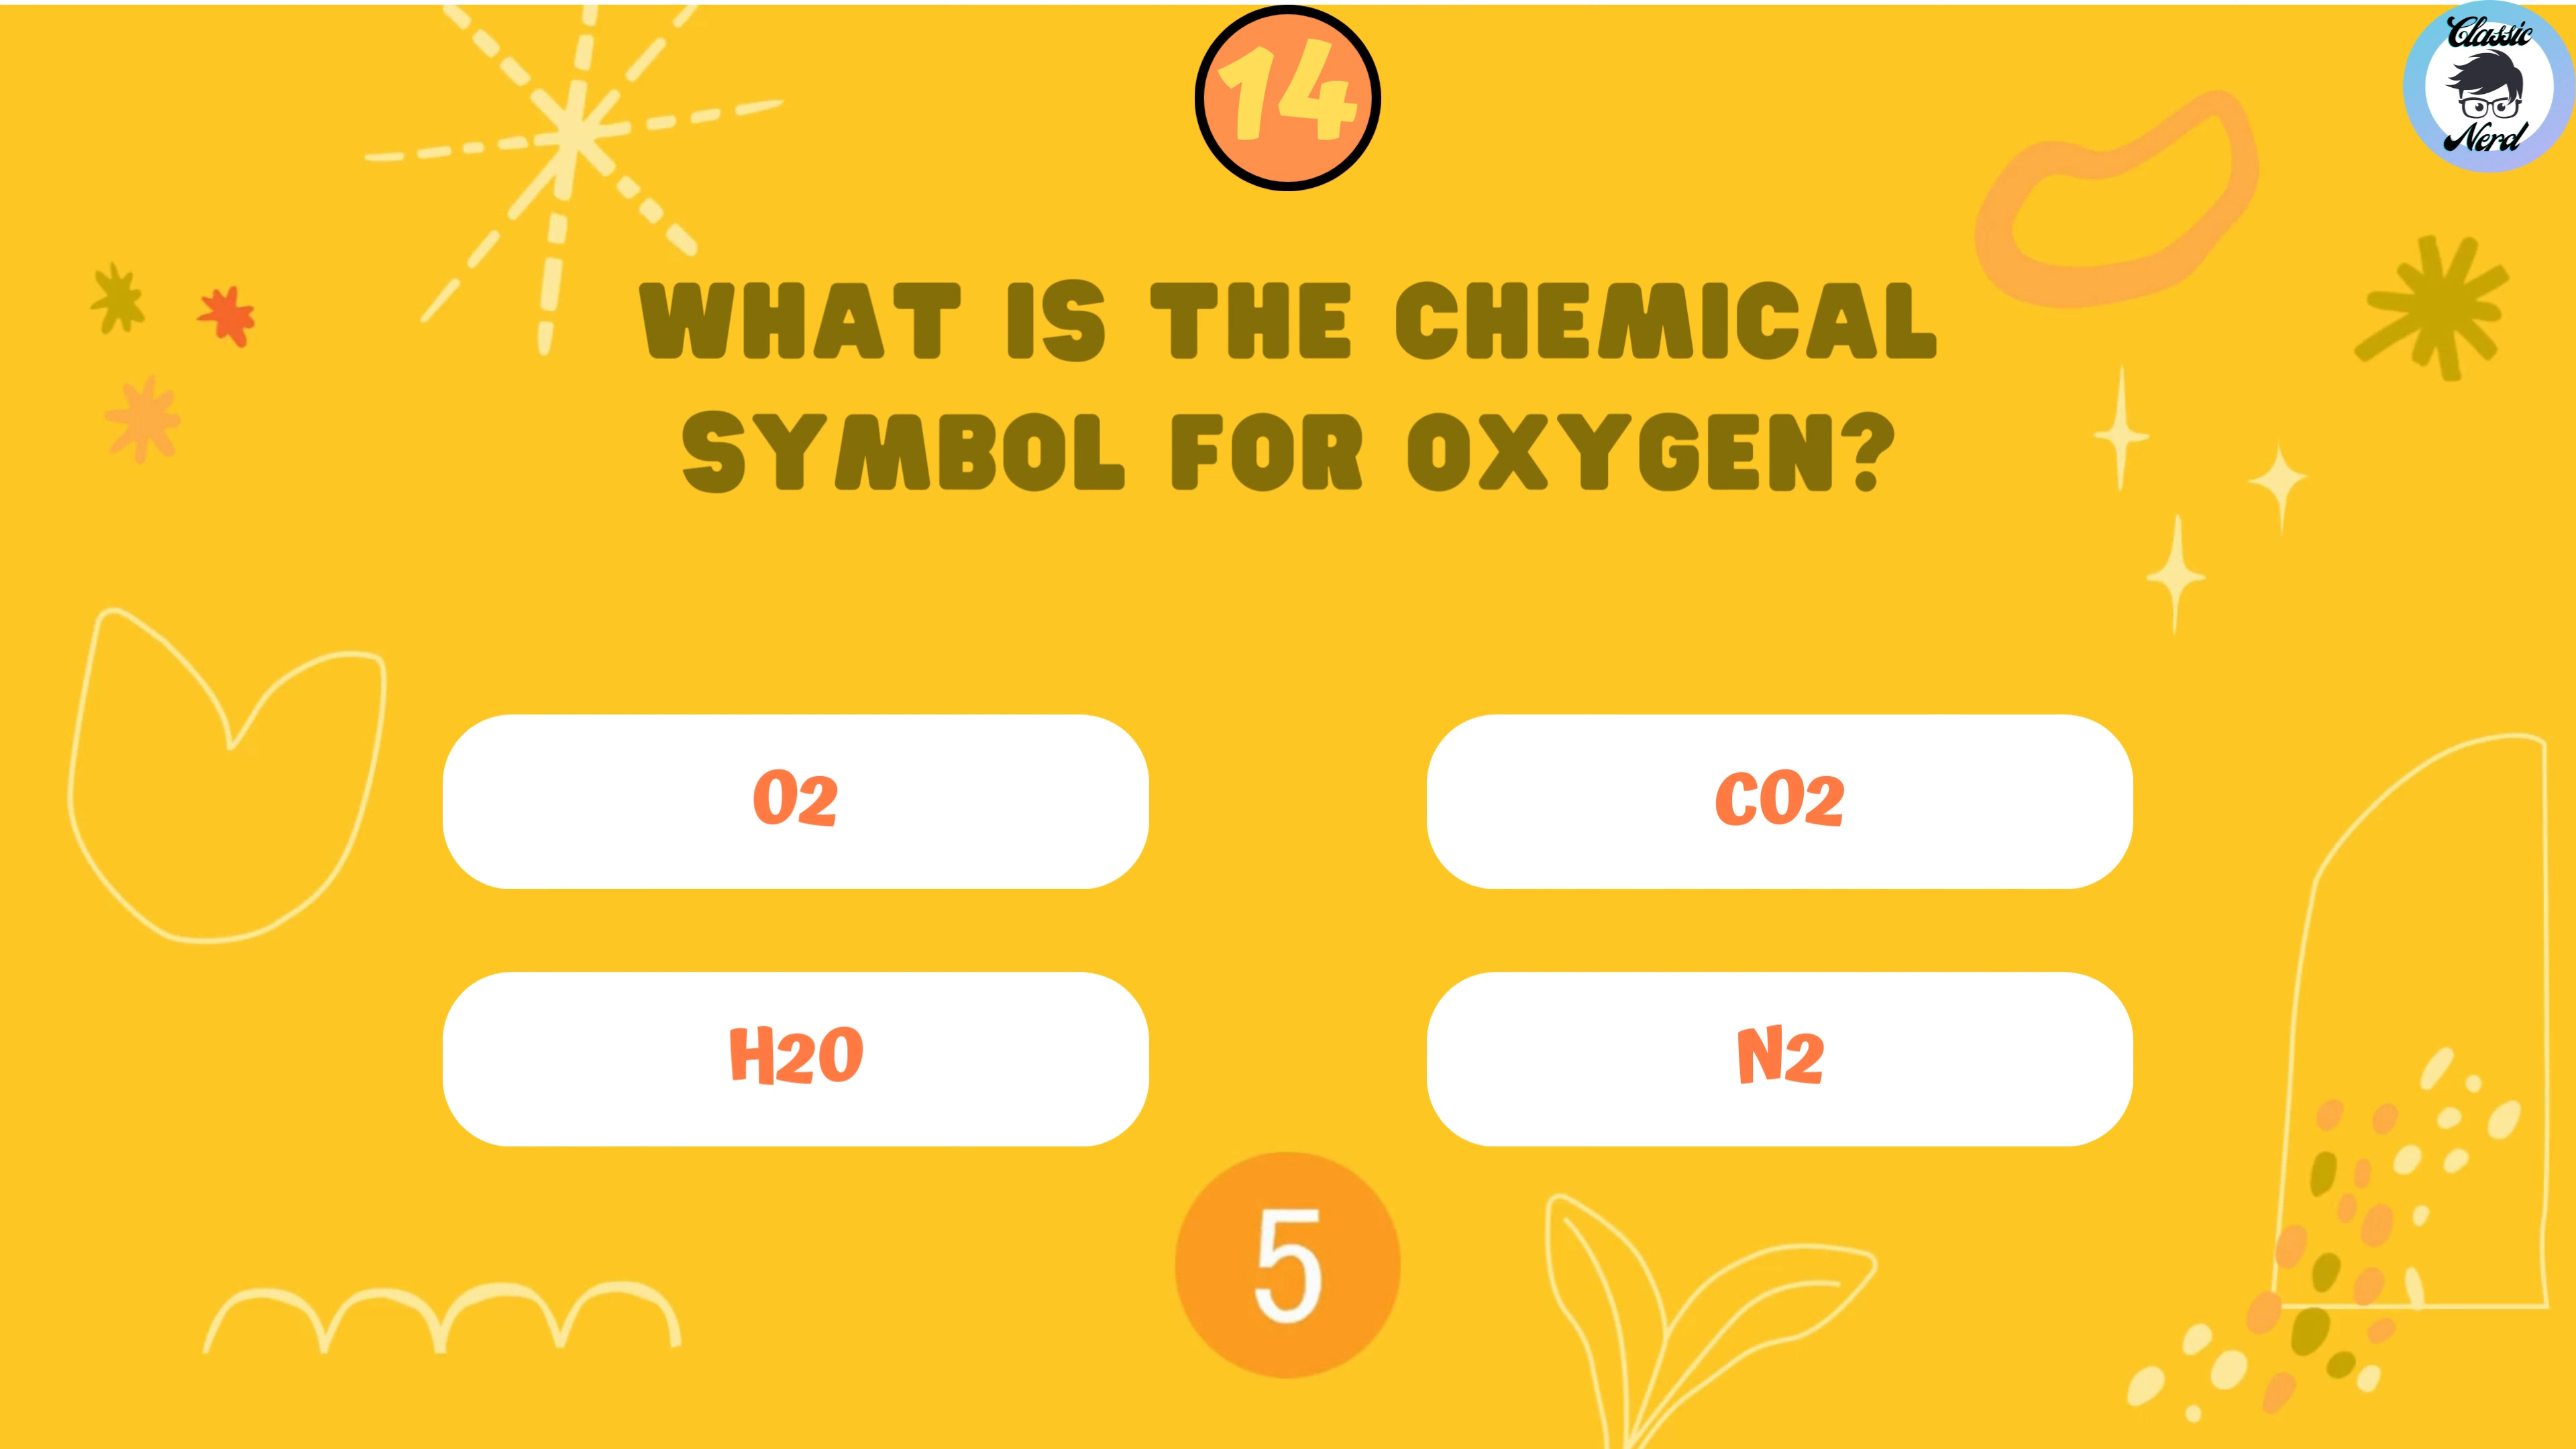 14
Classic
Nerd
WHAT IS THE CHEMICAL
SYMBOL FOR OXYGEN?
O2
CO2
H2O
N2
5